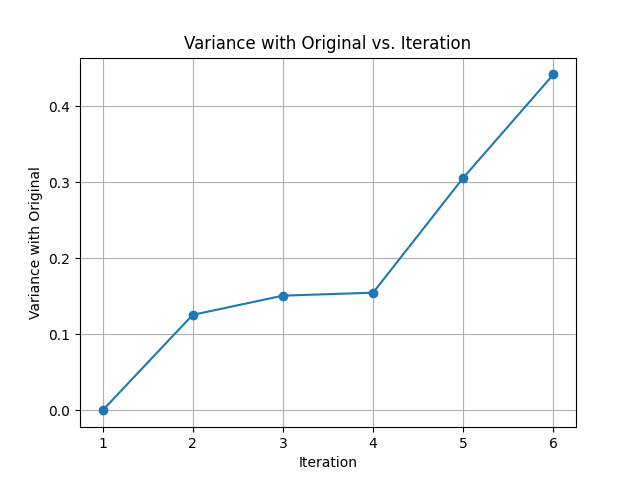 Variance with Original vs. Iteration
Variance with Original
0.4
0.3
0.2
0.1
0.0
1 2 3 4 5 6
Iteration